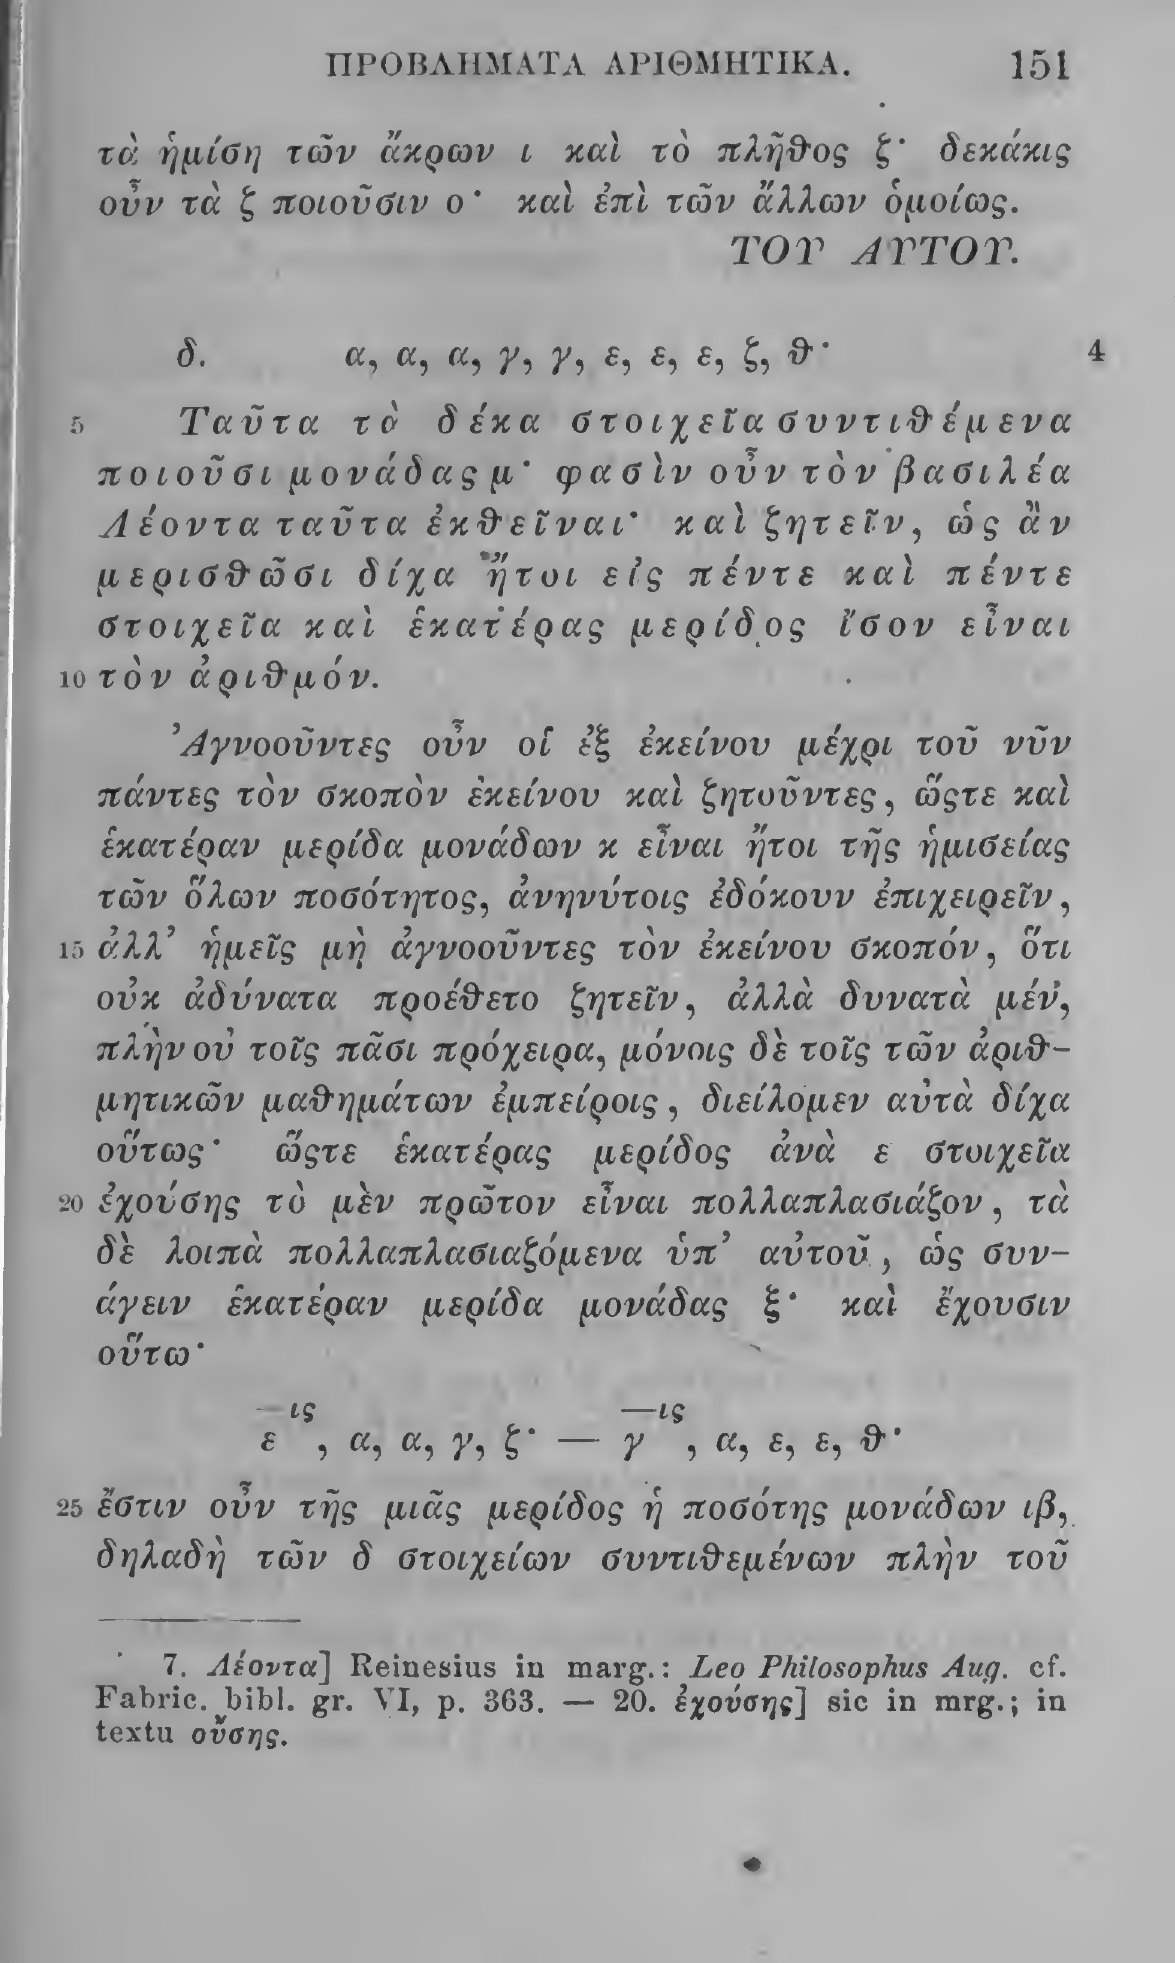 ΠΡΟΒΛΗΜΑΤΑ ΑΡΙΘΜΗΤΙΚΑ. 151
τὰ ἡμίση τῶν ἄκρων ι καὶ τὸ πλῆθος ζ· δεκάκις
οὖν τὰ ζ ποιοῦσιν ο· καὶ ἐπὶ τῶν ἄλλων ὁμοίως.
ΤΟΥ ΑΥΤΟΥ.
δ. α, α, α, γ, γ, ε, ε, ε, ζ, θ· 4
5 Ταῦτα τὰ δέκα στοιχεῖα συντιθέμενα
ποιοῦσι μονάδας μ· φασὶν οὖν τὸν βασιλέα
Λέοντα ταῦτα ἐκθεῖναι· καὶ ζητεῖν, ὡς ἂν
μερισθῶσι δίχα ἤτοι εἰς πέντε καὶ πέντε
στοιχεῖα καὶ ἑκατέρας μερίδος ἴσον εἶναι
10 τὸν ἀριθμόν.
Ἀγνοοῦντες οὖν οἱ ἐξ ἐκείνου μέχρι τοῦ νῦν
πάντες τὸν σκοπὸν ἐκείνου καὶ ζητοῦντες, ὥςτε καὶ
ἑκατέραν μερίδα μονάδων κ εἶναι ἤτοι τῆς ἡμισείας
τῶν ὅλων ποσότητος, ἀνηνύτοις ἐδόκουν ἐπιχειρεῖν,
15 ἀλλ’ ἡμεῖς μὴ ἀγνοοῦντες τὸν ἐκείνου σκοπόν, ὅτι
οὐκ ἀδύνατα προέθετο ζητεῖν, ἀλλὰ δυνατὰ μέν,
πλὴν οὐ τοῖς πᾶσι πρόχειρα, μόνοις δὲ τοῖς τῶν ἀριθ-
μητικῶν μαθημάτων ἐμπείροις, διείλομεν αὐτὰ δίχα
οὕτως· ὥςτε ἑκατέρας μερίδος ἀνὰ ε στοιχεῖα
20 ἐχούσης τὸ μὲν πρῶτον εἶναι πολλαπλασιάζον, τὰ
δὲ λοιπὰ πολλαπλασιαζόμενα ὑπ’ αὐτοῦ, ὡς συν-
άγειν ἑκατέραν μερίδα μονάδας ξ· καὶ ἔχουσιν
οὕτω·
—ις —ις
ε , α, α, γ, ζ· — γ , α, ε, ε, θ·
25 ἔστιν οὖν τῆς μιᾶς μερίδος ἡ ποσότης μονάδων ιβ,
δηλαδὴ τῶν δ στοιχείων συντιθεμένων πλὴν τοῦ
7. Λέοντα] Reinesius in marg.: Leo Philosophus Aug. cf.
Fabric. bibl. gr. VI, p. 363. — 20. ἐχούσης] sic in mrg.; in
textu οὔσης.